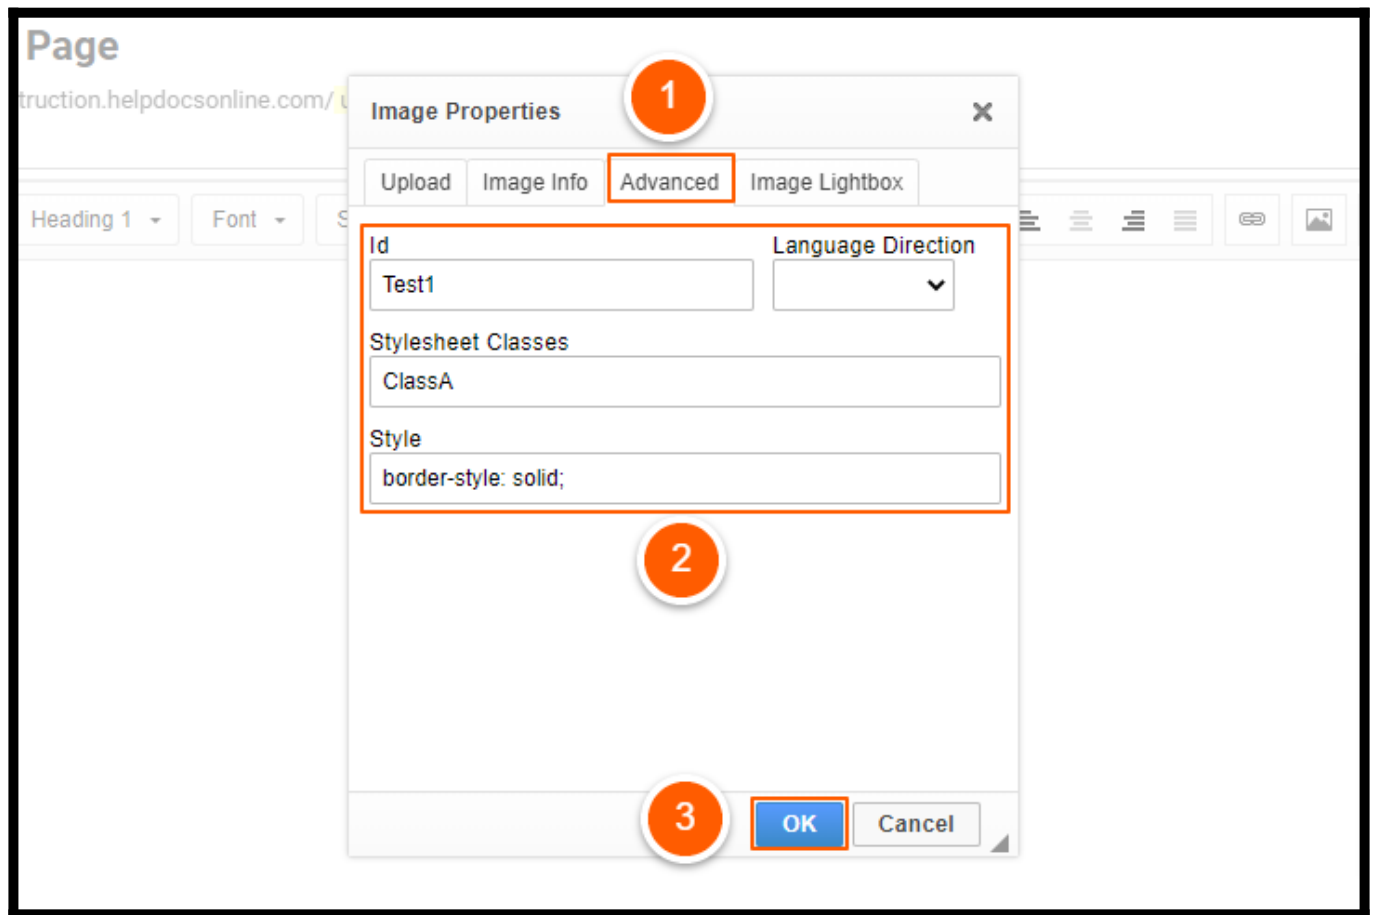 Page
truction.helpdocsonline.com/
Image Properties
1
Upload Image Info Advanced Image Lightbox
Heading 1 Font
Id Language Direction
Test1
Stylesheet Classes
ClassA
Style
border-style: solid;
2
3
OK Cancel